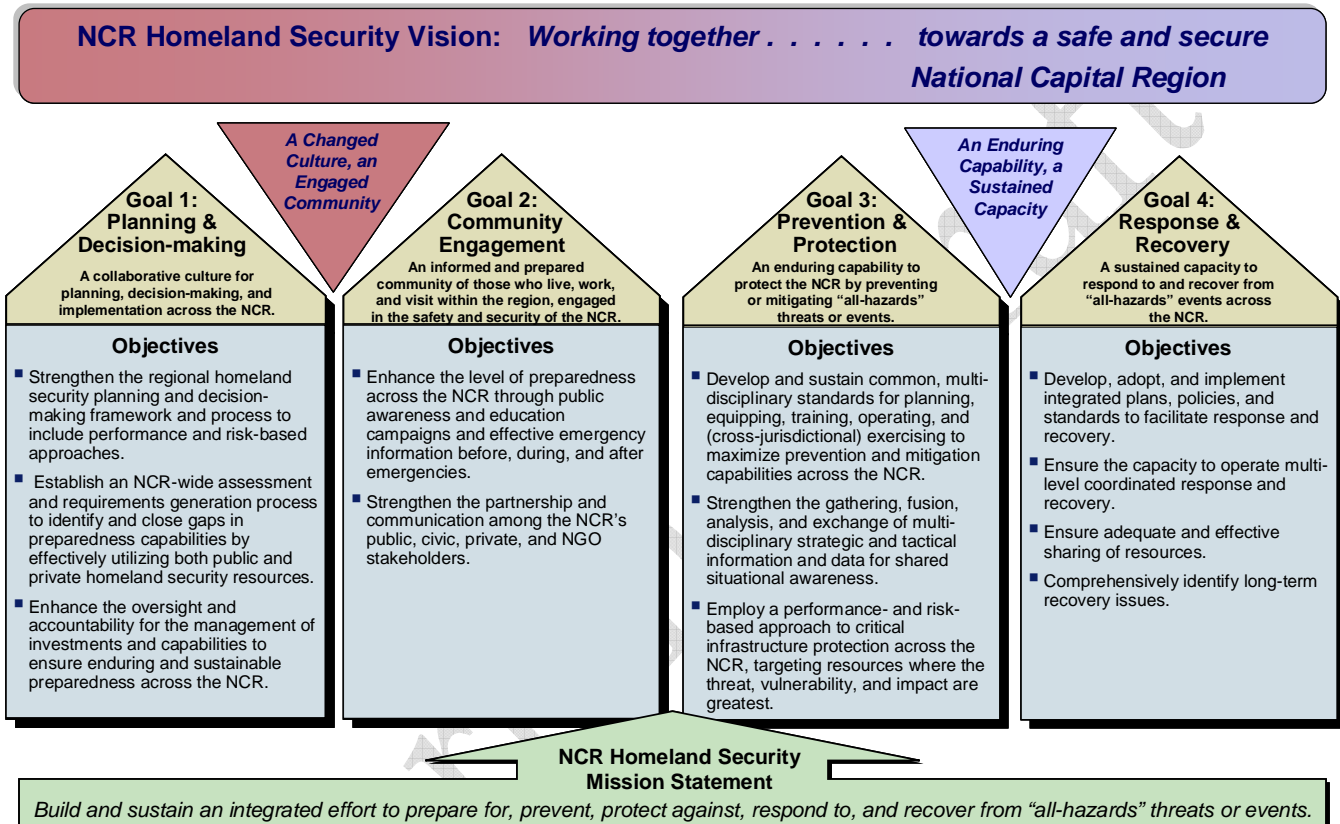 NCR Homeland Security Vision: Working together . . . . . . towards a safe and secure
National Capital Region
A Changed
Culture, an
Engaged
Community
An Enduring
Capability, a
Sustained
Capacity
Goal 1:
Planning &
Decision-making
A collaborative culture for
planning, decision-making, and
implementation across the NCR.
Objectives
▪ Strengthen the regional homeland
security planning and decision-
making framework and process to
include performance and risk-based
approaches.
▪ Establish an NCR-wide assessment
and requirements generation process
to identify and close gaps in
preparedness capabilities by
effectively utilizing both public and
private homeland security resources.
▪ Enhance the oversight and
accountability for the management of
investments and capabilities to
ensure enduring and sustainable
preparedness across the NCR.
Goal 2:
Community
Engagement
An informed and prepared
community of those who live, work,
and visit within the region, engaged
in the safety and security of the NCR.
Objectives
▪ Enhance the level of preparedness
across the NCR through public
awareness and education
campaigns and effective emergency
information before, during, and after
emergencies.
▪ Strengthen the partnership and
communication among the NCR’s
public, civic, private, and NGO
stakeholders.
Goal 3:
Prevention &
Protection
An enduring capability to
protect the NCR by preventing
or mitigating “all-hazards”
threats or events.
Objectives
▪ Develop and sustain common, multi-
disciplinary standards for planning,
equipping, training, operating, and
(cross-jurisdictional) exercising to
maximize prevention and mitigation
capabilities across the NCR.
▪ Strengthen the gathering, fusion,
analysis, and exchange of multi-
disciplinary strategic and tactical
information and data for shared
situational awareness.
▪ Employ a performance- and risk-
based approach to critical
infrastructure protection across the
NCR, targeting resources where the
threat, vulnerability, and impact are
greatest.
Goal 4:
Response &
Recovery
A sustained capacity to
respond to and recover from
“all-hazards” events across
the NCR.
Objectives
▪ Develop, adopt, and implement
integrated plans, policies, and
standards to facilitate response and
recovery.
▪ Ensure the capacity to operate multi-
level coordinated response and
recovery.
▪ Ensure adequate and effective
sharing of resources.
▪ Comprehensively identify long-term
recovery issues.
NCR Homeland Security
Mission Statement
Build and sustain an integrated effort to prepare for, prevent, protect against, respond to, and recover from “all-hazards” threats or events.